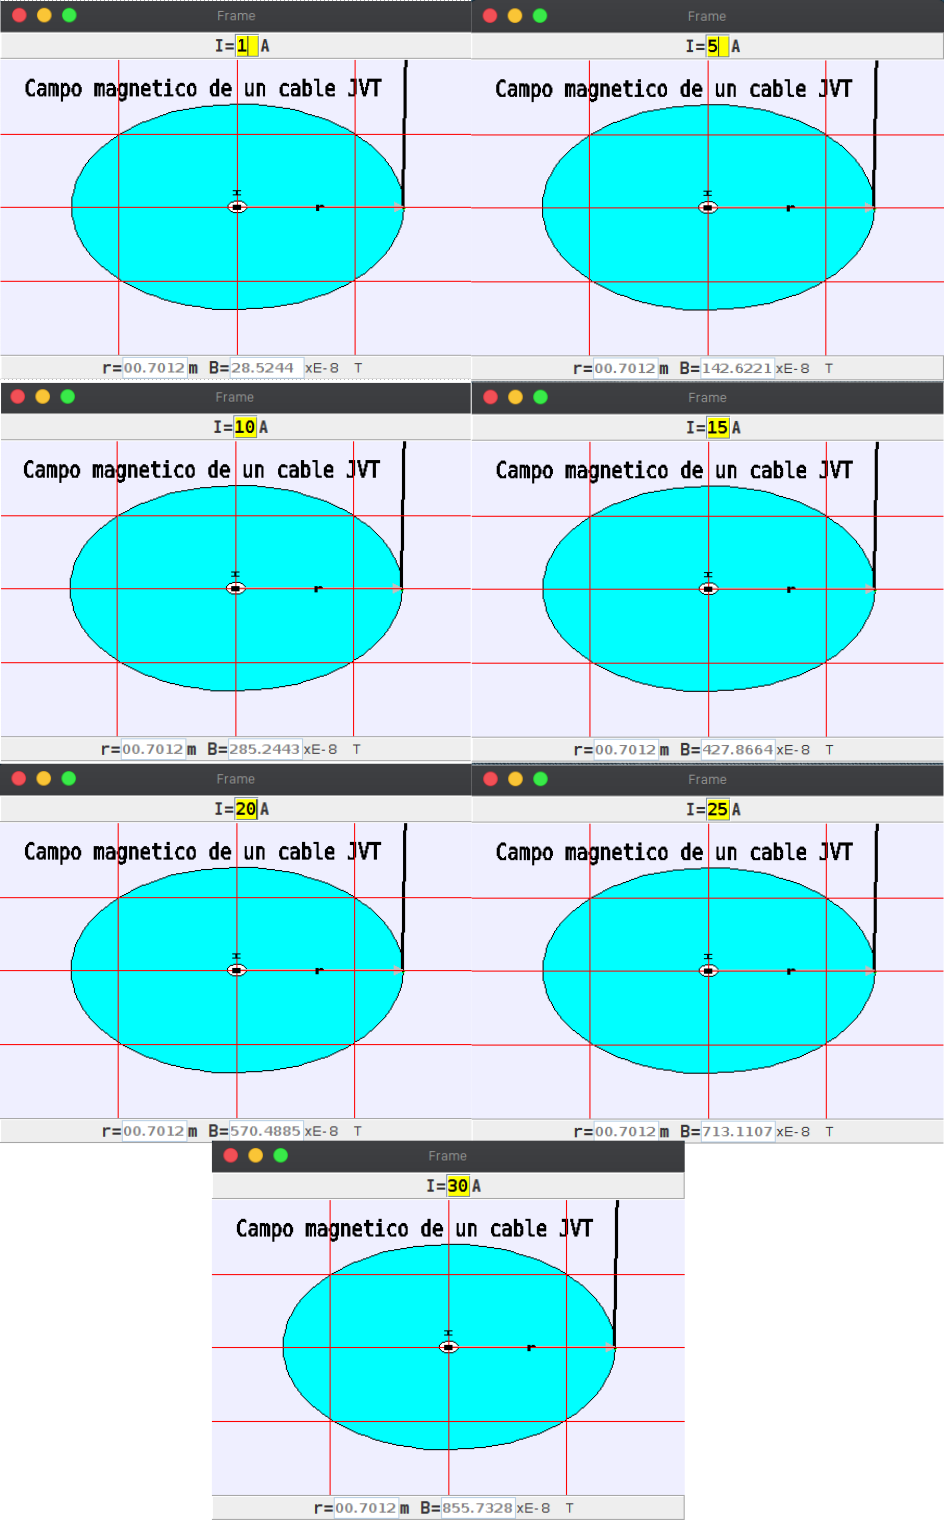 Frame
I=1 A
Campo magnetico de un cable JVT
I
r
r=00.7012 m B=28.5244 xE-8 T
Frame
I=5 A
Campo magnetico de un cable JVT
I
r
r=00.7012 m B=142.6221 xE-8 T
Frame
I=10 A
Campo magnetico de un cable JVT
I
r
r=00.7012 m B=285.2443 xE-8 T
Frame
I=15 A
Campo magnetico de un cable JVT
I
r
r=00.7012 m B=427.8664 xE-8 T
Frame
I=20 A
Campo magnetico de un cable JVT
I
r
r=00.7012 m B=570.4885 xE-8 T
Frame
I=25 A
Campo magnetico de un cable JVT
I
r
r=00.7012 m B=713.1107 xE-8 T
Frame
I=30 A
Campo magnetico de un cable JVT
I
r
r=00.7012 m B=855.7328 xE-8 T